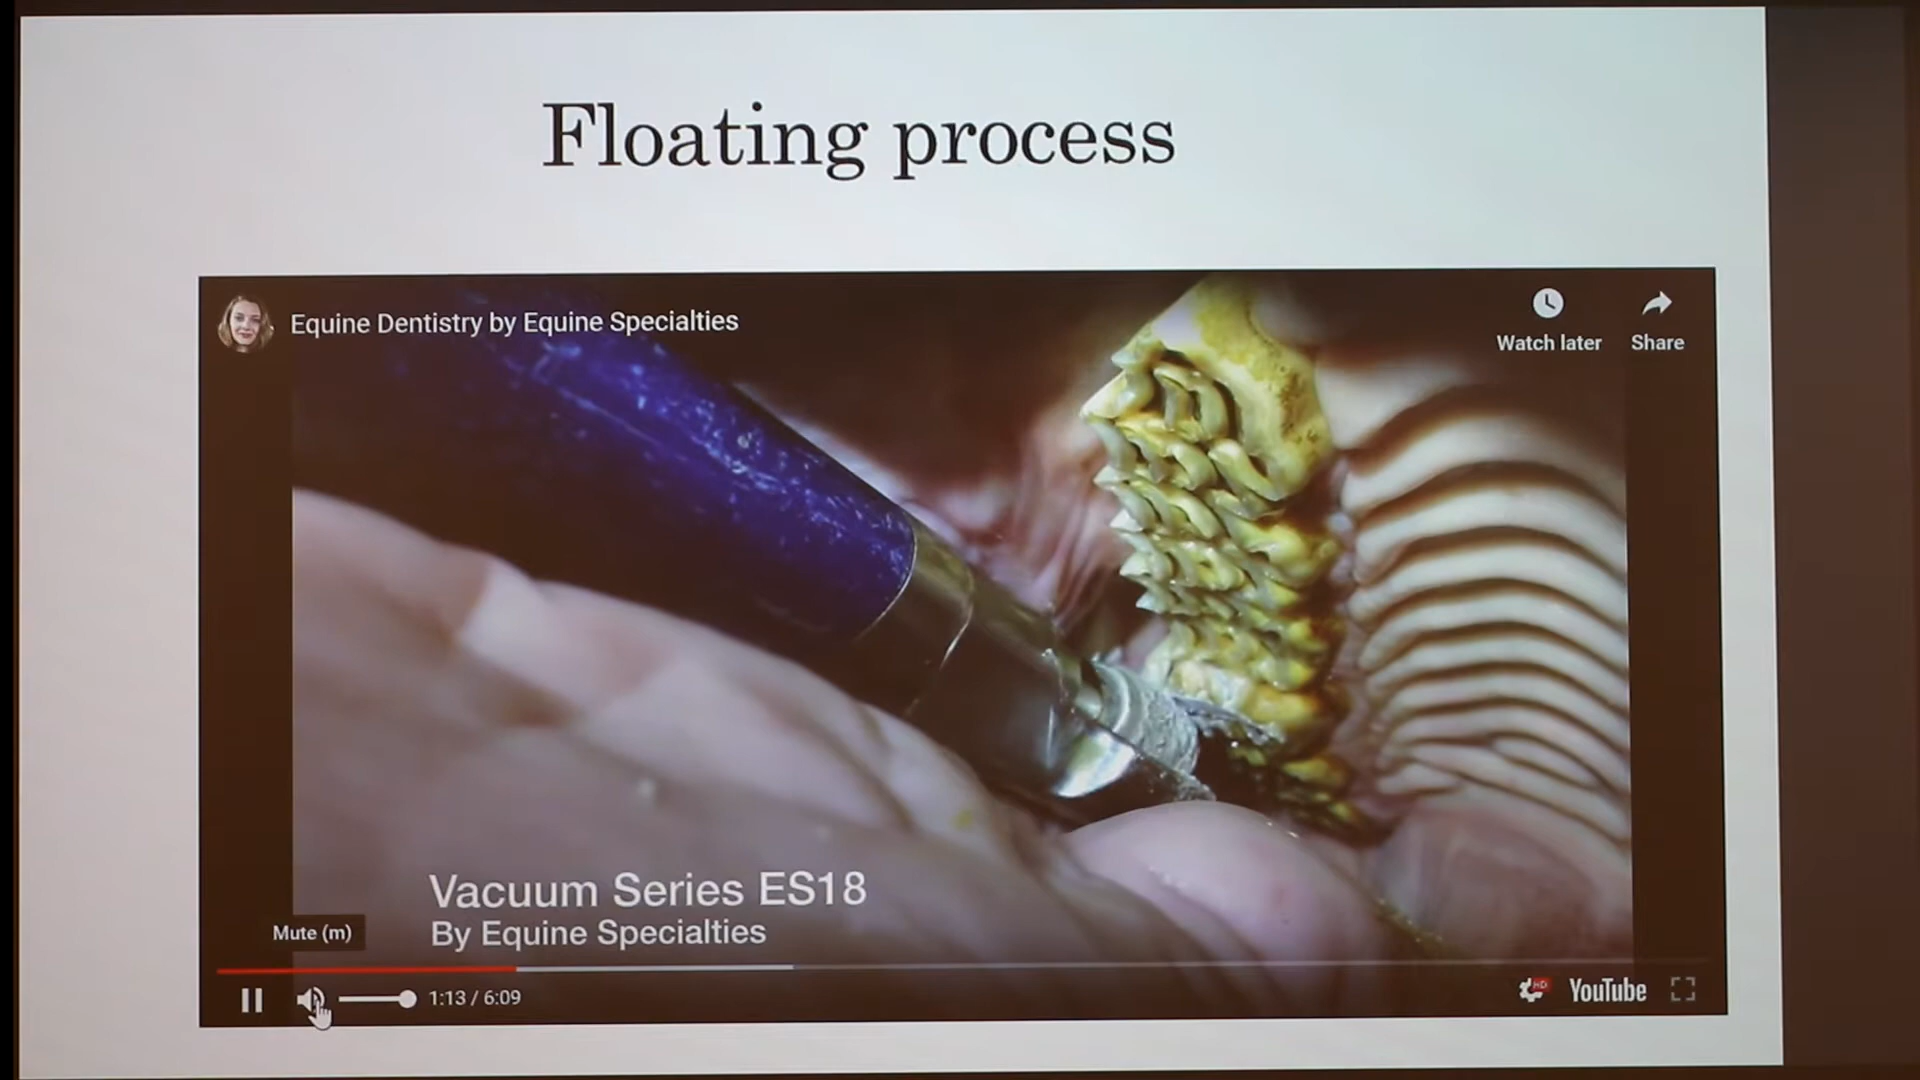 Floating process
Equine Dentistry by Equine Specialties
Watch later
Share
Vacuum Series ES18
By Equine Specialties
Mute (m)
1:13 / 6:09
HD
YouTube